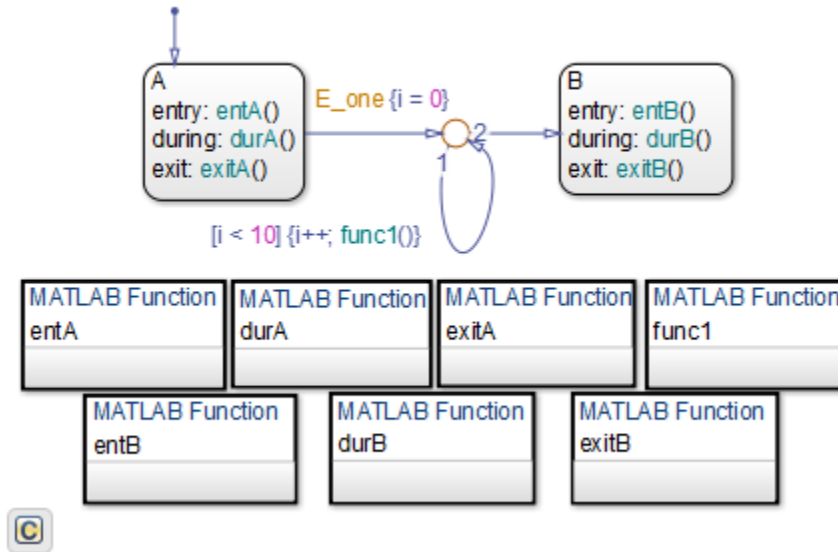 A
entry: entA()
during: durA()
exit: exitA()
E_one {i = 0}
2
1
B
entry: entB()
during: durB()
exit: exitB()
[i < 10] {i++; func1()}
MATLAB Function
entA
MATLAB Function
durA
MATLAB Function
exitA
MATLAB Function
func1
MATLAB Function
entB
MATLAB Function
durB
MATLAB Function
exitB
C